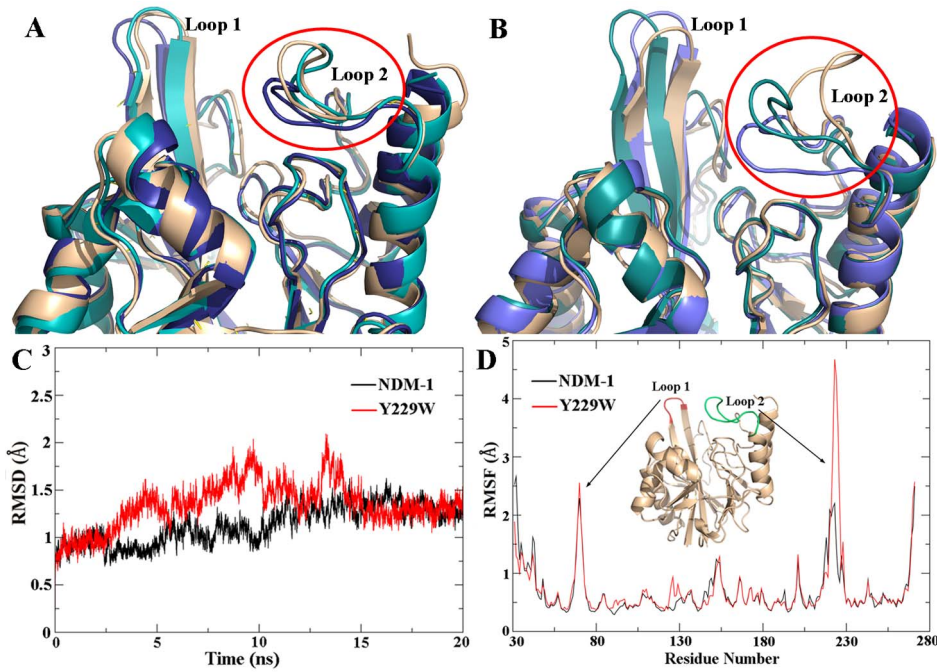 A
Loop 1
Loop 2
B
Loop 1
Loop 2
C
RMSD (Å)
3
2.5
2
1.5
1
0.5
0
NDM-1
Y229W
0
5
10
15
20
Time (ns)
D
RMSF (Å)
5
4
3
2
1
0
NDM-1
Y229W
Loop 1
Loop 2
30
80
130
180
230
280
Residue Number